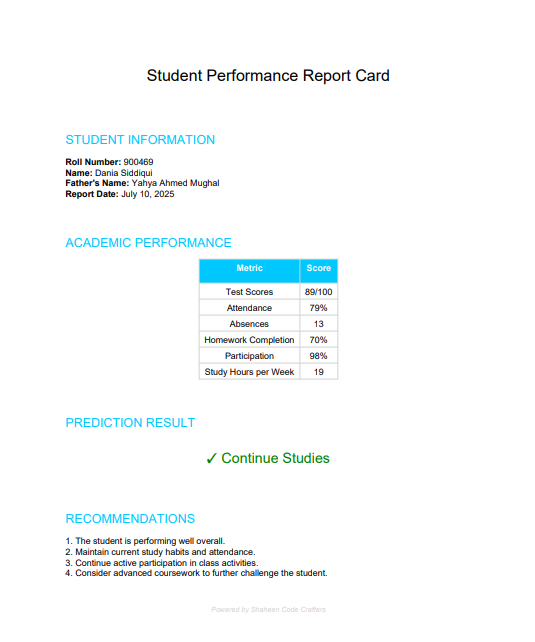 Student Performance Report Card
STUDENT INFORMATION
Roll Number: 900469
Name: Dania Siddiqui
Father's Name: Yahya Ahmed Mughal
Report Date: July 10, 2025
ACADEMIC PERFORMANCE
Metric Score
Test Scores 89/100
Attendance 79%
Absences 13
Homework Completion 70%
Participation 98%
Study Hours per Week 19
PREDICTION RESULT
✓ Continue Studies
RECOMMENDATIONS
1. The student is performing well overall.
2. Maintain current study habits and attendance.
3. Continue active participation in class activities.
4. Consider advanced coursework to further challenge the student.
Powered by Shaheen Code Crafters